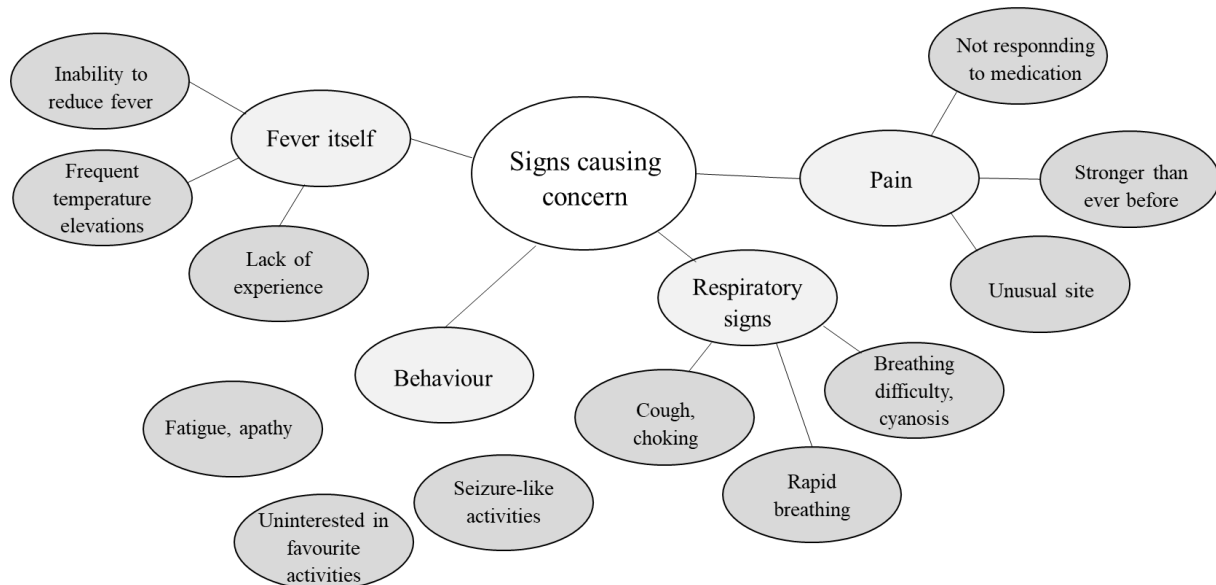 Signs causing
concern
Fever itself
Inability to
reduce fever
Frequent
temperature
elevations
Lack of
experience
Behaviour
Fatigue, apathy
Uninterested in
favourite
activities
Seizure-like
activities
Respiratory
signs
Cough,
choking
Rapid
breathing
Breathing
difficulty,
cyanosis
Pain
Not responnding
to medication
Stronger than
ever before
Unusual site